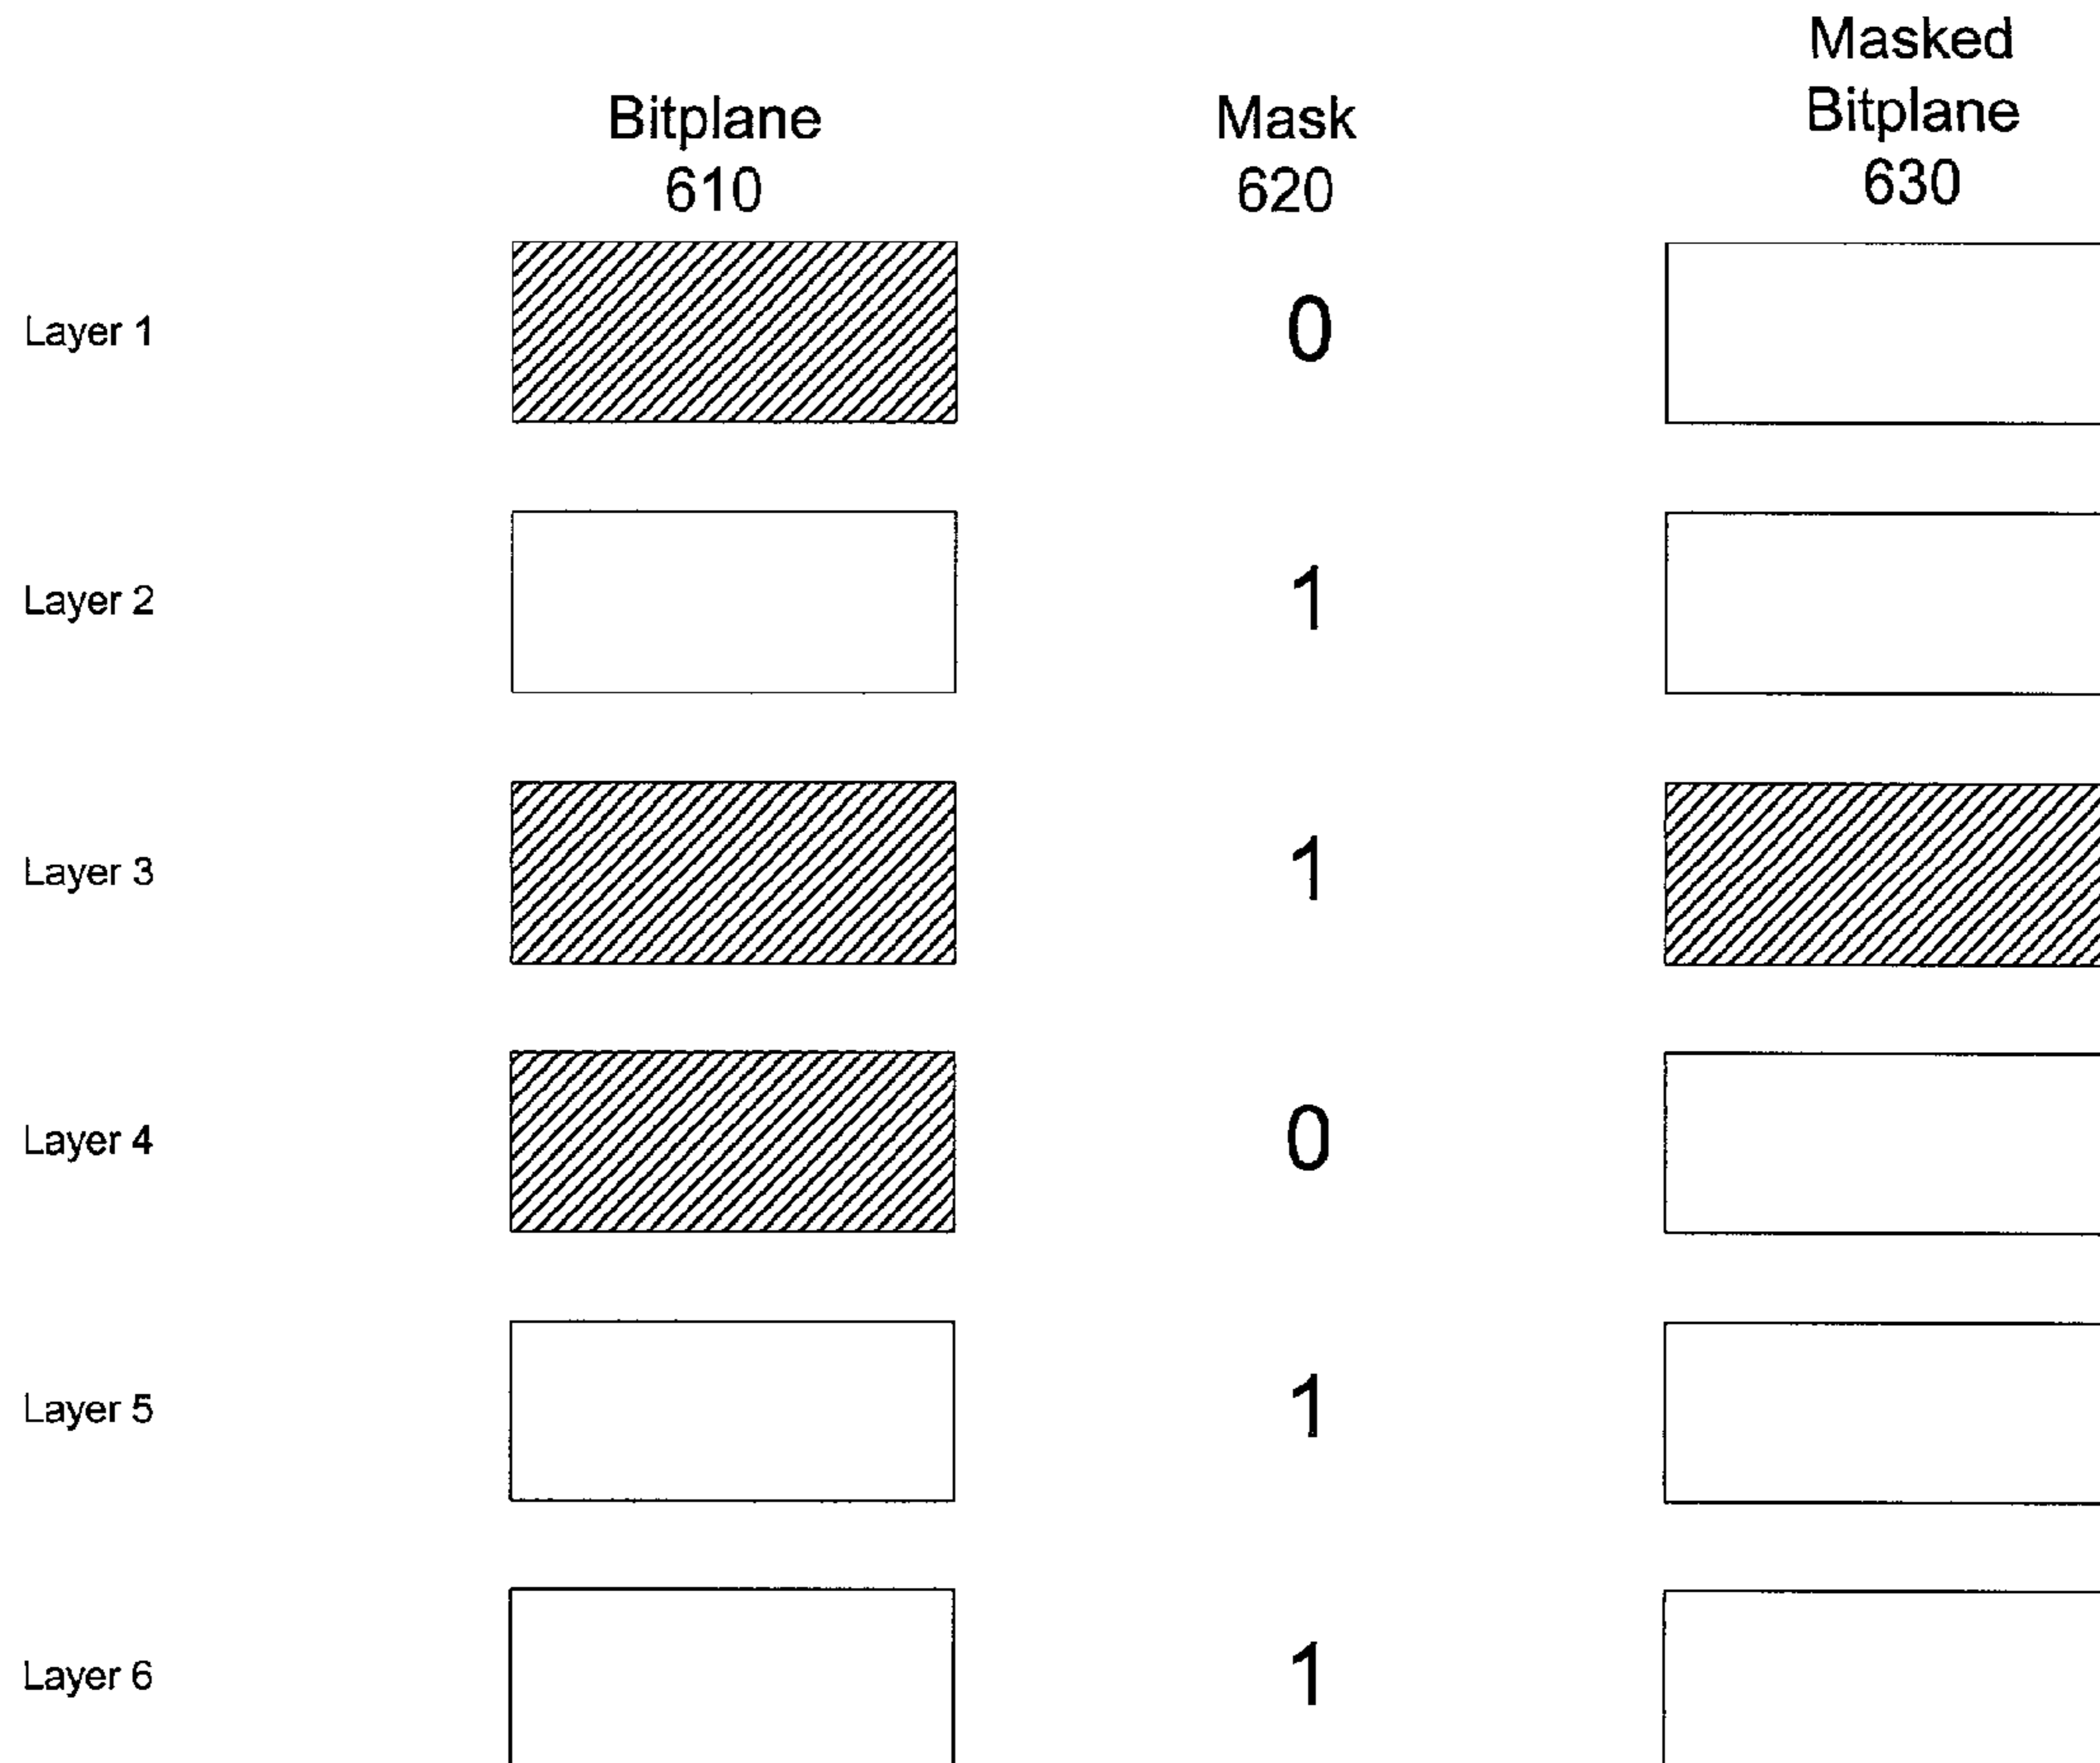 Bitplane
610
Mask
620
Masked
Bitplane
630
Layer 1
0
Layer 2
1
Layer 3
1
Layer 4
0
Layer 5
1
Layer 6
1